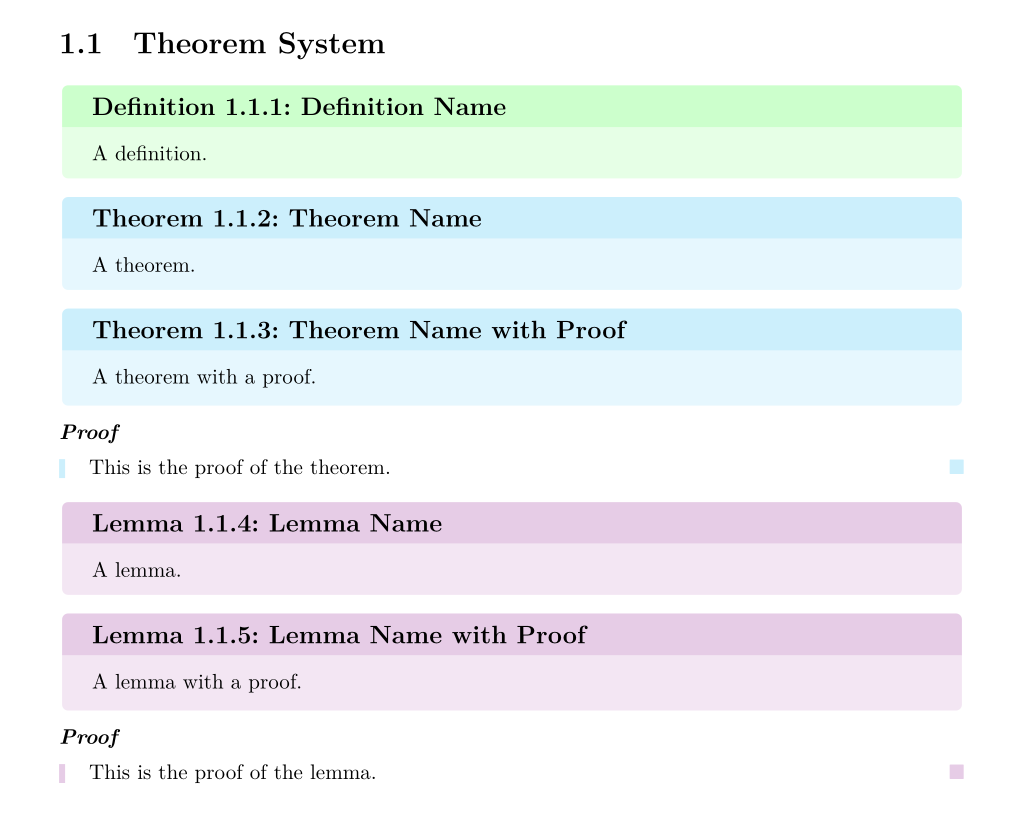 1.1 Theorem System
Definition 1.1.1: Definition Name
A definition.
Theorem 1.1.2: Theorem Name
A theorem.
Theorem 1.1.3: Theorem Name with Proof
A theorem with a proof.
Proof
This is the proof of the theorem.
Lemma 1.1.4: Lemma Name
A lemma.
Lemma 1.1.5: Lemma Name with Proof
A lemma with a proof.
Proof
This is the proof of the lemma.